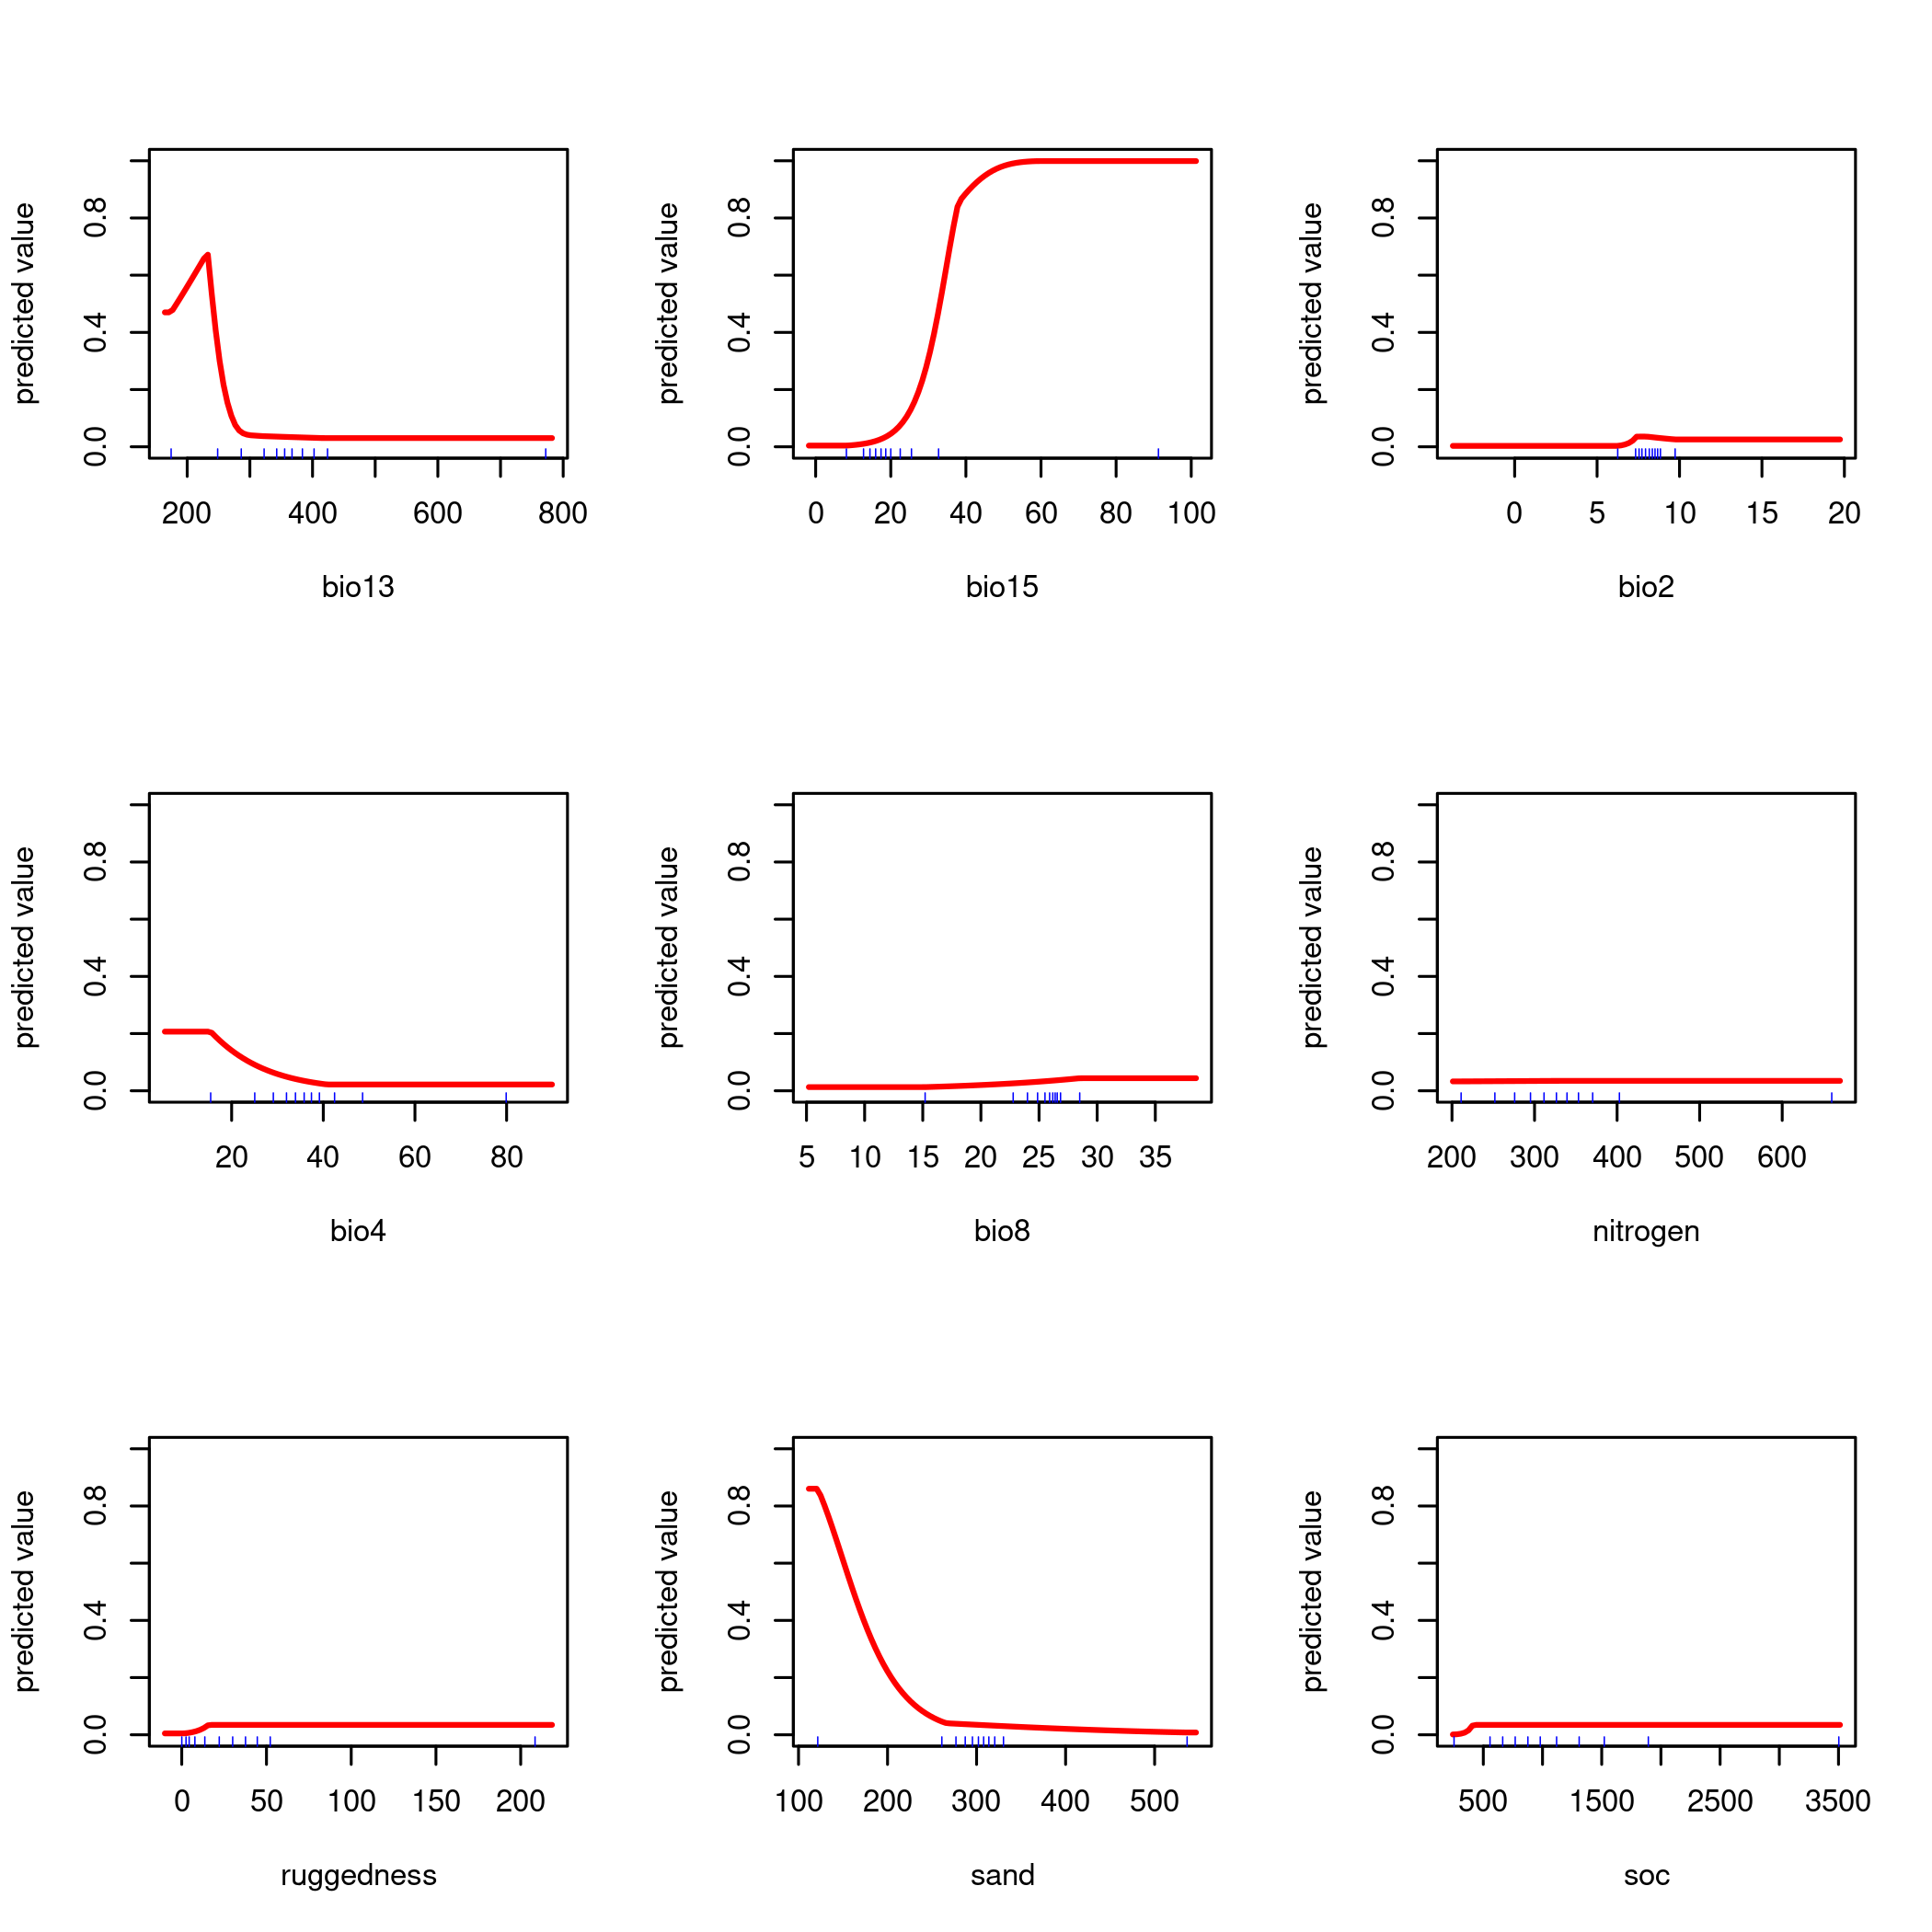 predicted value
0.0 0.4 0.8
200 400 600 800
bio13
predicted value
0.0 0.4 0.8
0 20 40 60 80 100
bio15
predicted value
0.0 0.4 0.8
0 5 10 15 20
bio2
predicted value
0.0 0.4 0.8
20 40 60 80
bio4
predicted value
0.0 0.4 0.8
5 10 15 20 25 30 35
bio8
predicted value
0.0 0.4 0.8
200 300 400 500 600
nitrogen
predicted value
0.0 0.4 0.8
0 50 100 150 200
ruggedness
predicted value
0.0 0.4 0.8
100 200 300 400 500
sand
predicted value
0.0 0.4 0.8
500 1500 2500 3500
soc